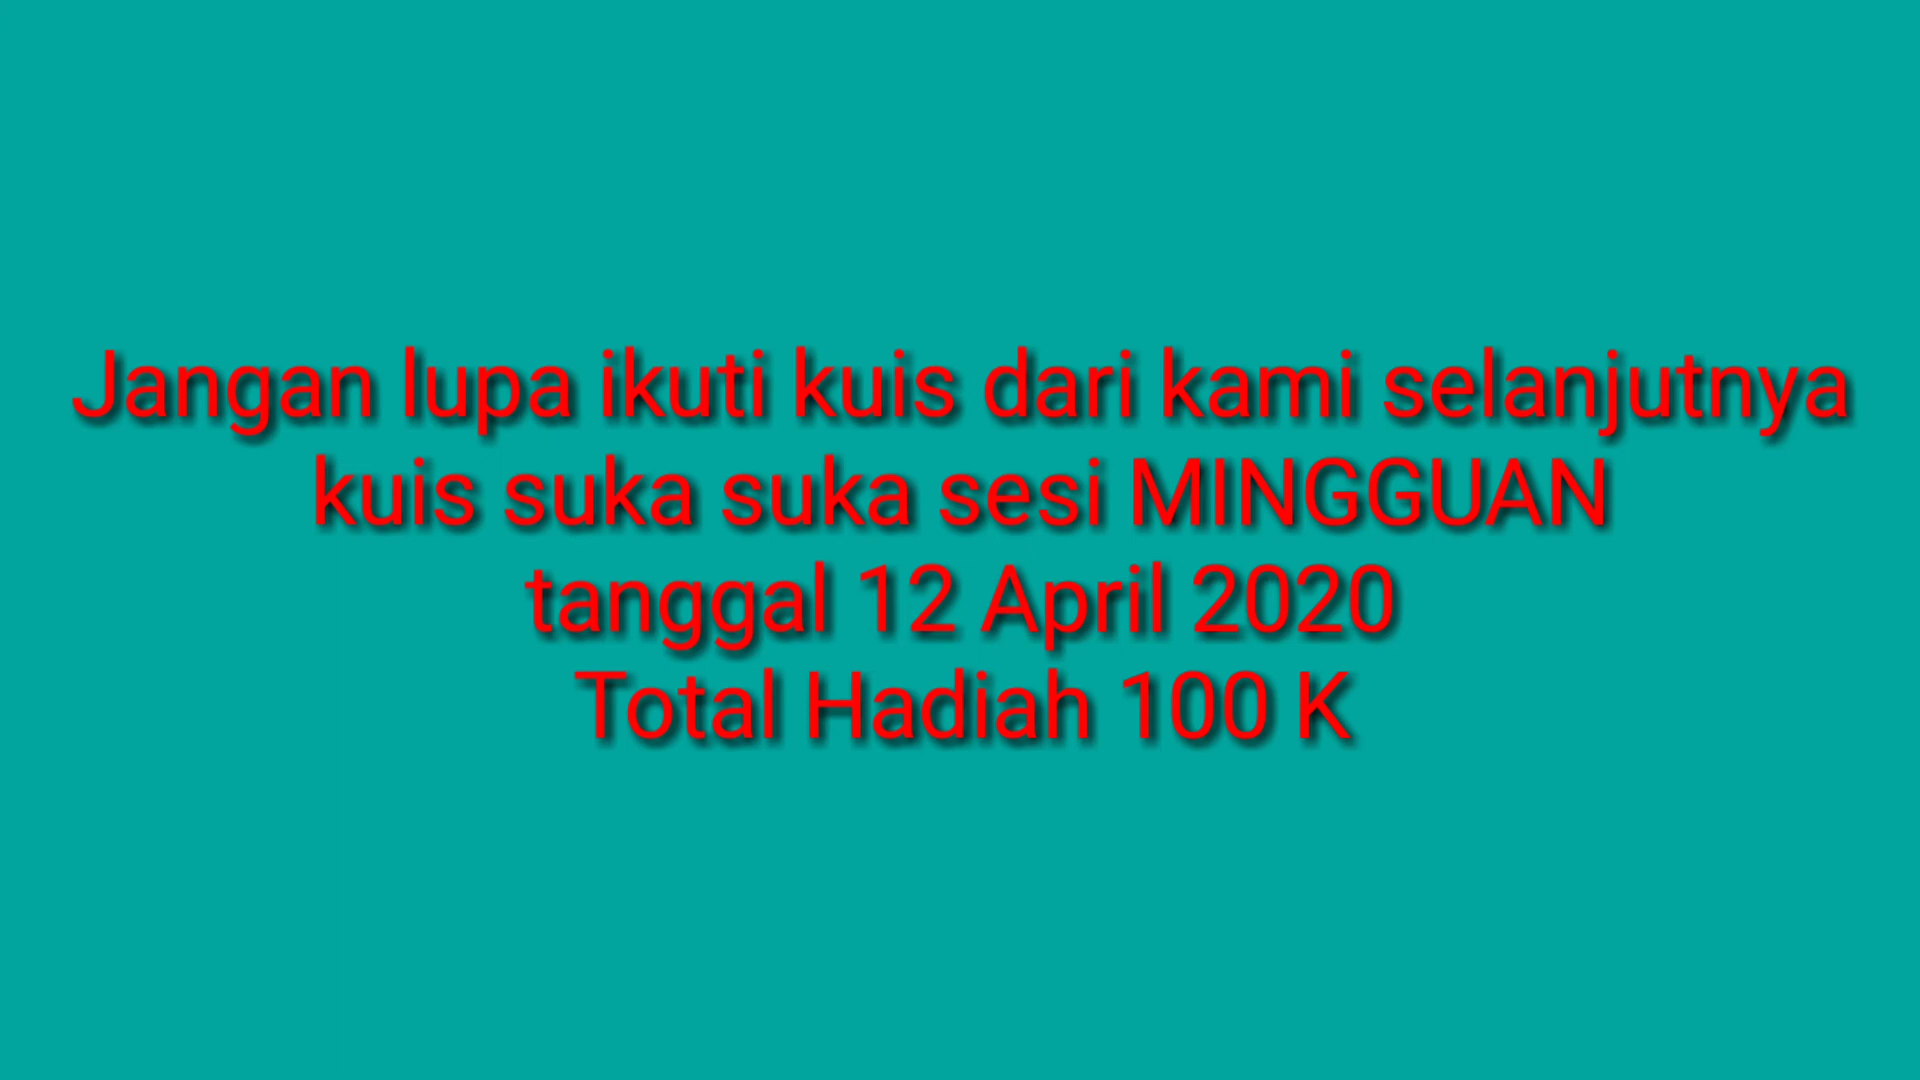 Jangan lupa ikuti kuis dari kami selanjutnya
kuis suka suka sesi MINGGUAN
tanggal 12 April 2020
Total Hadiah 100 K